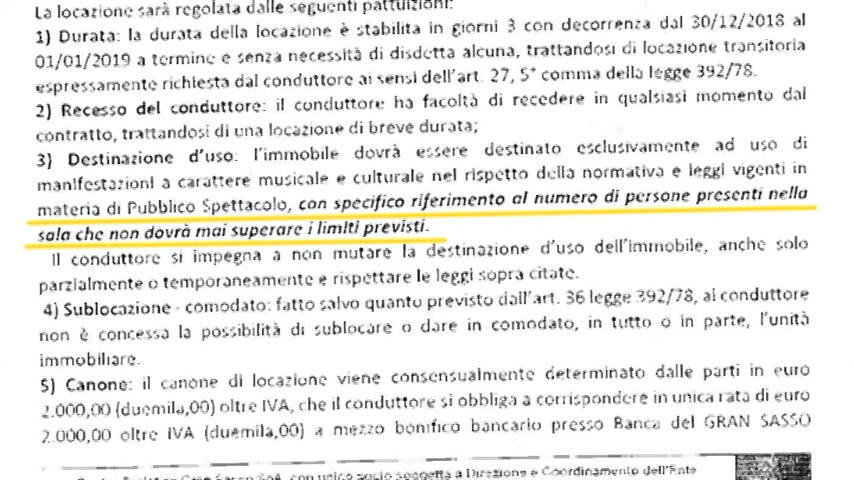 La locazione sarà regolata dalle seguenti pattuizioni:
1) Durata: la durata della locazione è stabilita in giorni 3 con decorrenza dal 30/12/2018 al
01/01/2019 a termine e senza necessità di disdetta alcuna, trattandosi di locazione transitoria
espressamente richiesta dal conduttore ai sensi dell'art. 27, 5° comma della legge 392/78.
2) Recesso del conduttore: il conduttore ha facoltà di recedere in qualsiasi momento dal
contratto, trattandosi di una locazione di breve durata;
3) Destinazione d'uso: l'immobile dovrà essere destinato esclusivamente ad uso di
manifestazioni a carattere musicale e culturale nel rispetto della normativa e leggi vigenti in
materia di Pubblico Spettacolo, con specifico riferimento al numero di persone presenti nella
sala che non dovrà mai superare i limiti previsti.
Il conduttore si impegna a non mutare la destinazione d'uso dell'immobile, anche solo
parzialmente o temporaneamente e rispettare le leggi sopra citate.
4) Sublocazione - comodato: fatto salvo quanto previsto dall'art. 36 legge 392/78, al conduttore
non è concessa la possibilità di sublocare o dare in comodato, in tutto o in parte, l'unità
immobiliare.
5) Canone: il canone di locazione viene consensualmente determinato dalle parti in euro
2.000,00 (duemila,00) oltre IVA, che il conduttore si obbliga a corrispondere in unica rata di euro
2.000,00 oltre IVA (duemila,00) a mezzo bonifico bancario presso Banca del GRAN SASSO
con unico socio soggetta a Direzione e Coordinamento dell'Ente